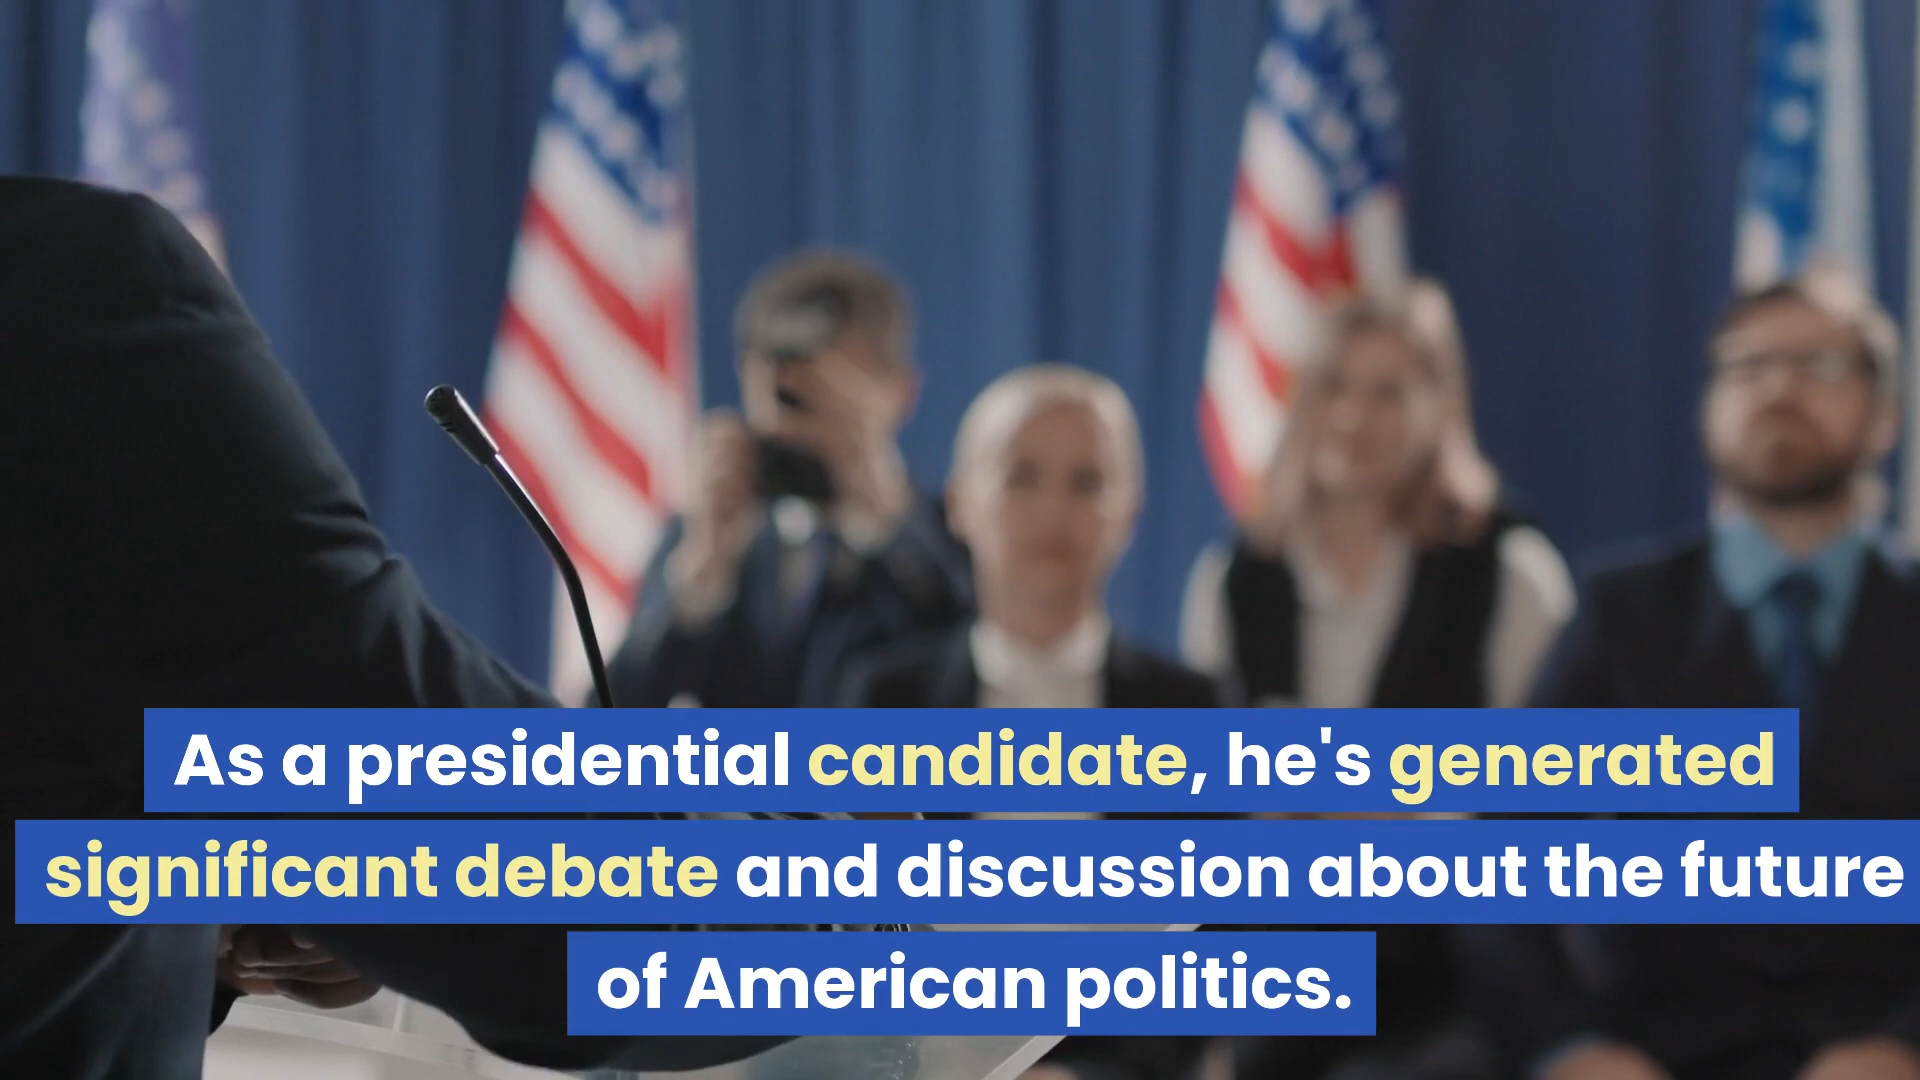 As a presidential candidate, he's generated
significant debate and discussion about the future
of American politics.